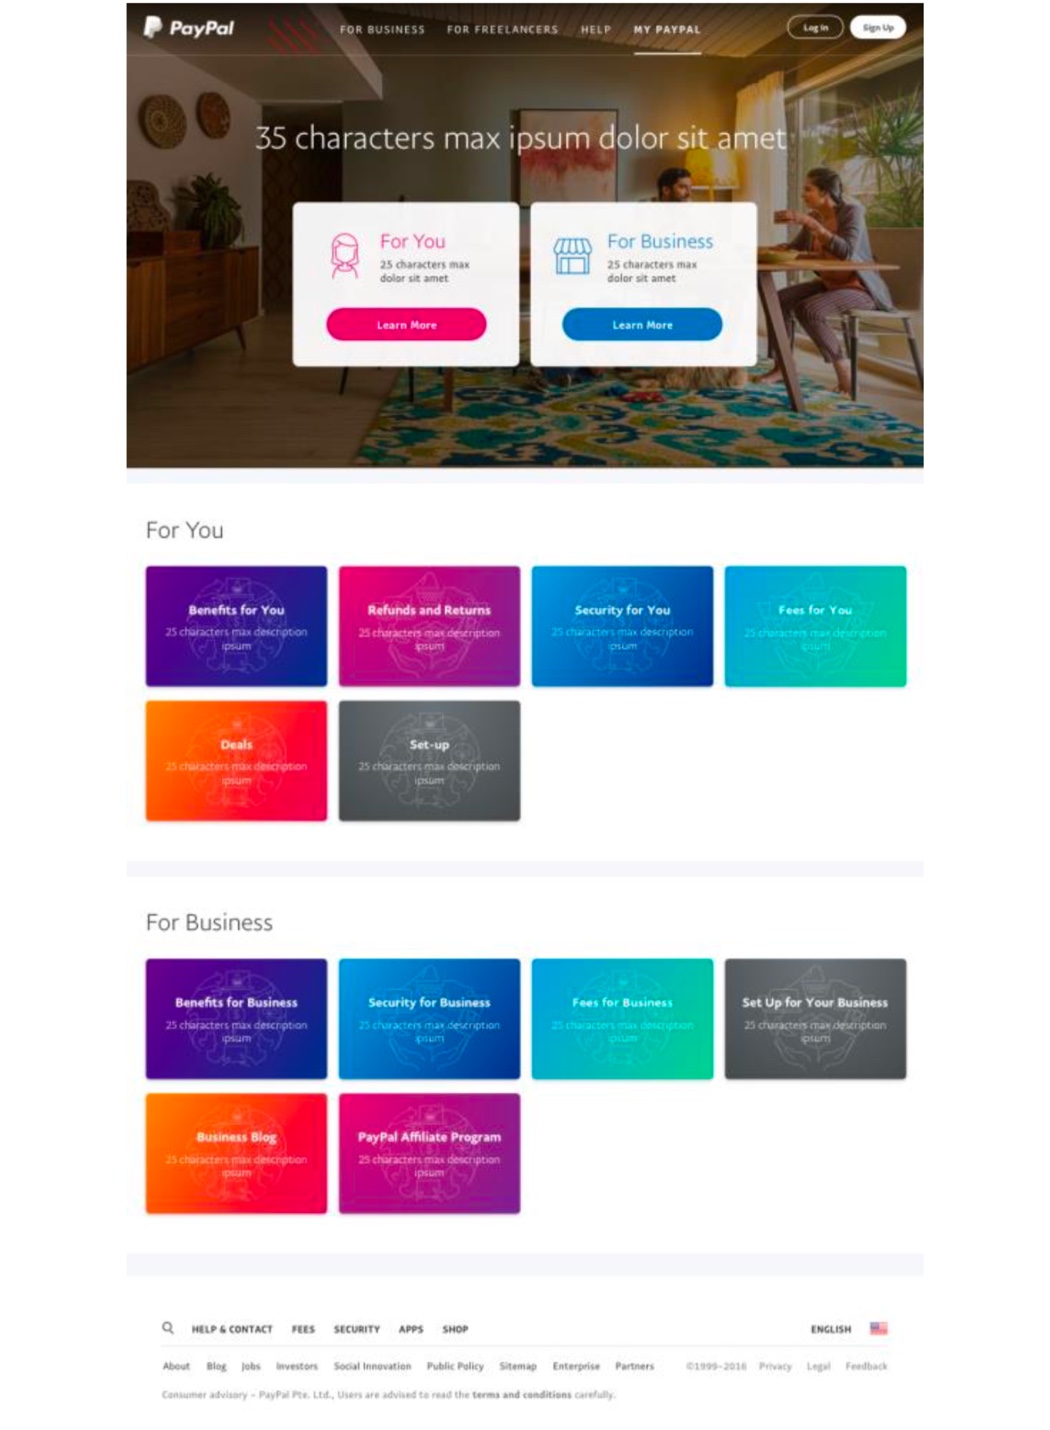 PayPal
FOR BUSINESS FOR FREELANCERS HELP MY PAYPAL
Log In Sign Up
35 characters max ipsum dolor sit amet
For You
25 characters max
dolor sit amet
Learn More
For Business
25 characters max
dolor sit amet
Learn More
For You
Benefits for You
25 characters max description
ipsum
Refunds and Returns
25 characters max description
ipsum
Security for You
25 characters max description
ipsum
Fees for You
25 characters max description
ipsum
Deals
25 characters max description
ipsum
Set-up
25 characters max description
ipsum
For Business
Benefits for Business
25 characters max description
ipsum
Security for Business
25 characters max description
ipsum
Fees for Business
25 characters max description
ipsum
Set Up for Your Business
25 characters max description
ipsum
Business Blog
25 characters max description
ipsum
PayPal Affiliate Program
25 characters max description
ipsum
HELP & CONTACT FEES SECURITY APPS SHOP ENGLISH
About Blog Jobs Investors Social Innovation Public Policy Sitemap Enterprise Partners ©1999–2016 Privacy Legal Feedback
Consumer advisory – PayPal Pte. Ltd., Users are advised to read the terms and conditions carefully.